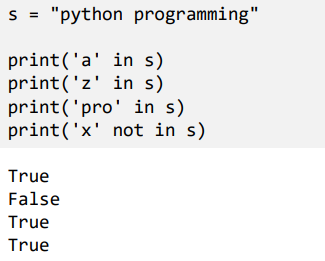 s = "python programming"
print('a' in s)
print('z' in s)
print('pro' in s)
print('x' not in s)
True
False
True
True